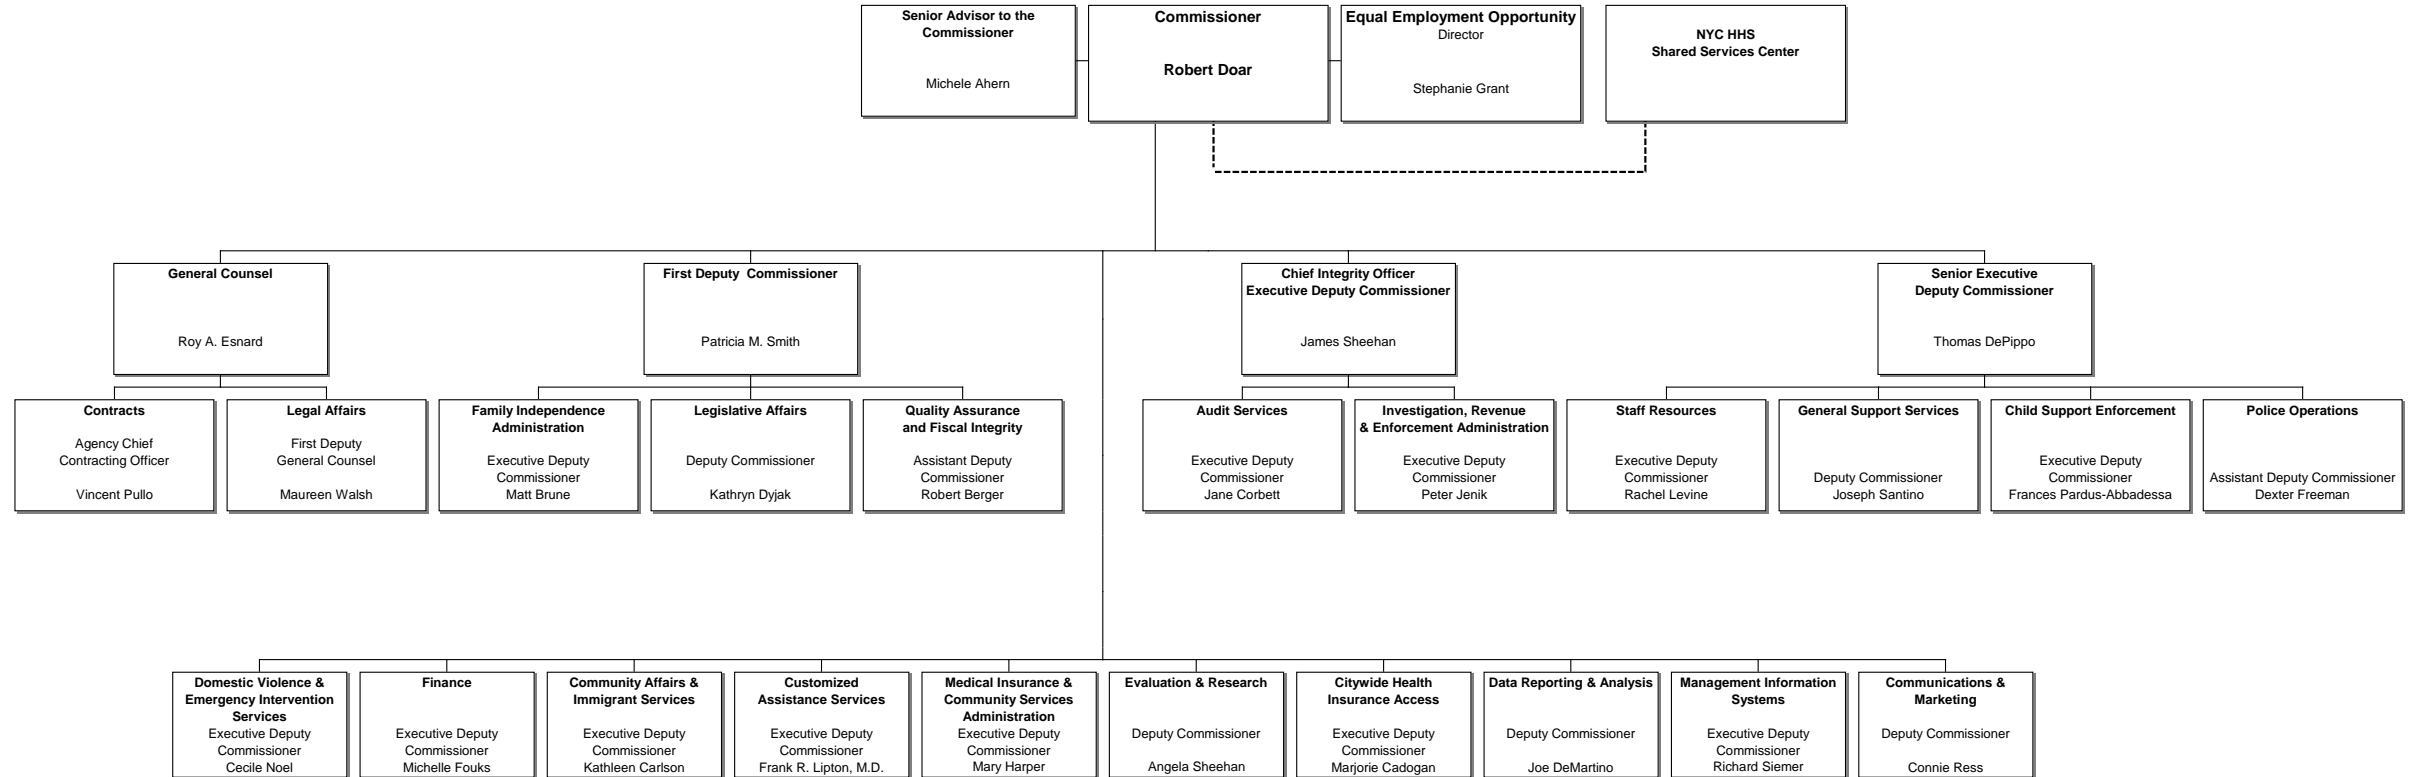 Senior Advisor to the
Commissioner
Michele Ahern
Commissioner
Robert Doar
Equal Employment Opportunity
Director
Stephanie Grant
NYC HHS
Shared Services Center
General Counsel
Roy A. Esnard
First Deputy Commissioner
Patricia M. Smith
Chief Integrity Officer
Executive Deputy Commissioner
James Sheehan
Senior Executive
Deputy Commissioner
Thomas DePippo
Contracts
Agency Chief
Contracting Officer
Vincent Pullo
Legal Affairs
First Deputy
General Counsel
Maureen Walsh
Family Independence
Administration
Executive Deputy
Commissioner
Matt Brune
Legislative Affairs
Deputy Commissioner
Kathryn Dyjak
Quality Assurance
and Fiscal Integrity
Assistant Deputy
Commissioner
Robert Berger
Audit Services
Executive Deputy
Commissioner
Jane Corbett
Investigation, Revenue
& Enforcement Administration
Executive Deputy
Commissioner
Peter Jenik
Staff Resources
Executive Deputy
Commissioner
Rachel Levine
General Support Services
Deputy Commissioner
Joseph Santino
Child Support Enforcement
Executive Deputy
Commissioner
Frances Pardus-Abbadessa
Police Operations
Assistant Deputy Commissioner
Dexter Freeman
Domestic Violence &
Emergency Intervention
Services
Executive Deputy
Commissioner
Cecile Noel
Finance
Executive Deputy
Commissioner
Michelle Fouks
Community Affairs &
Immigrant Services
Executive Deputy
Commissioner
Kathleen Carlson
Customized
Assistance Services
Executive Deputy
Commissioner
Frank R. Lipton, M.D.
Medical Insurance &
Community Services
Administration
Executive Deputy
Commissioner
Mary Harper
Evaluation & Research
Deputy Commissioner
Angela Sheehan
Citywide Health
Insurance Access
Executive Deputy
Commissioner
Marjorie Cadogan
Data Reporting & Analysis
Deputy Commissioner
Joe DeMartino
Management Information
Systems
Executive Deputy
Commissioner
Richard Siemer
Communications &
Marketing
Deputy Commissioner
Connie Ress